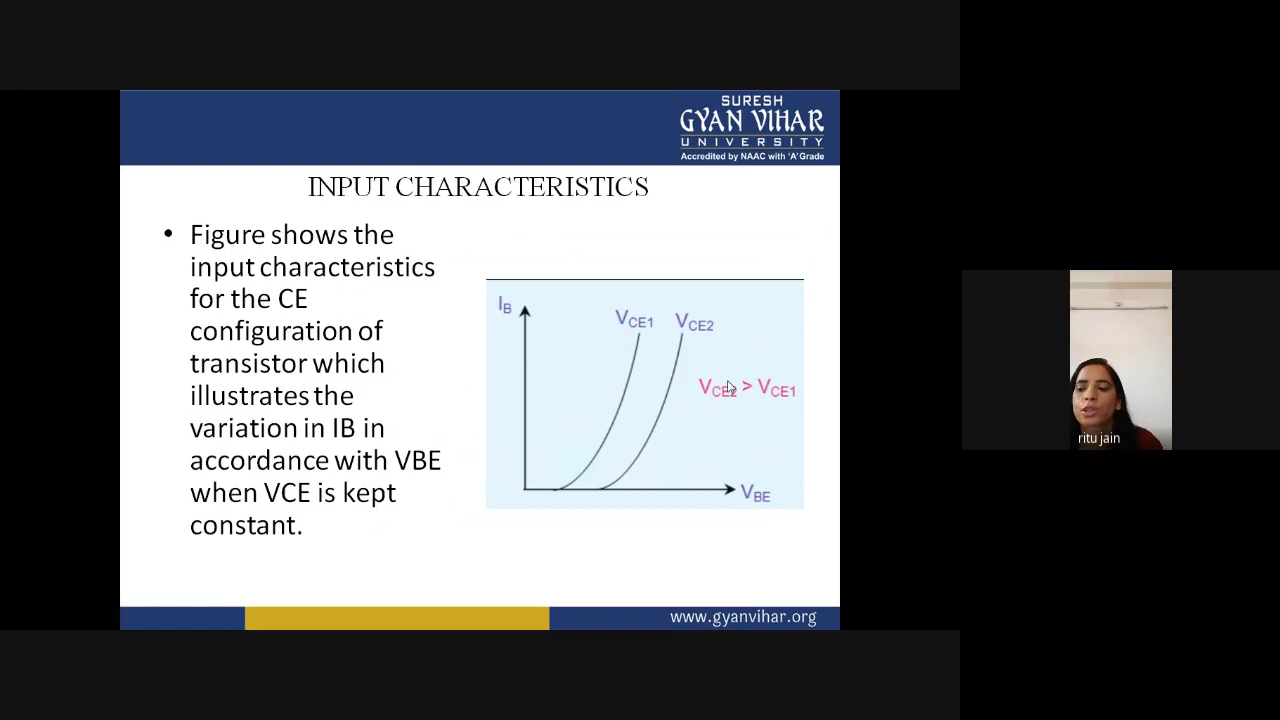 SURESH
GYAN VIHAR
UNIVERSITY
Accredited by NAAC with 'A' Grade
INPUT CHARACTERISTICS
• Figure shows the
input characteristics
for the CE
configuration of
transistor which
illustrates the
variation in IB in
accordance with VBE
when VCE is kept
constant.
IB
VCE1 VCE2
VCE2 > VCE1
VBE
ritu jain
www.gyanvihar.org